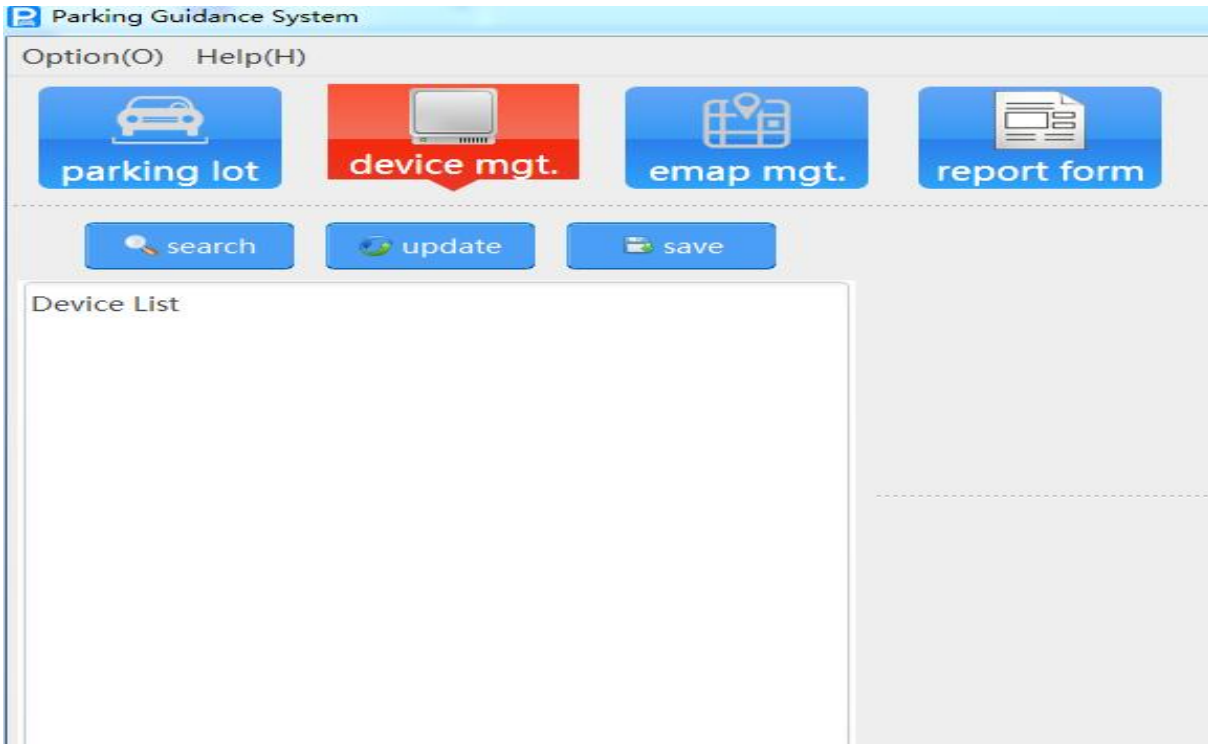 Parking Guidance System
Option(O) Help(H)
parking lot device mgt. emap mgt. report form
search update save
Device List